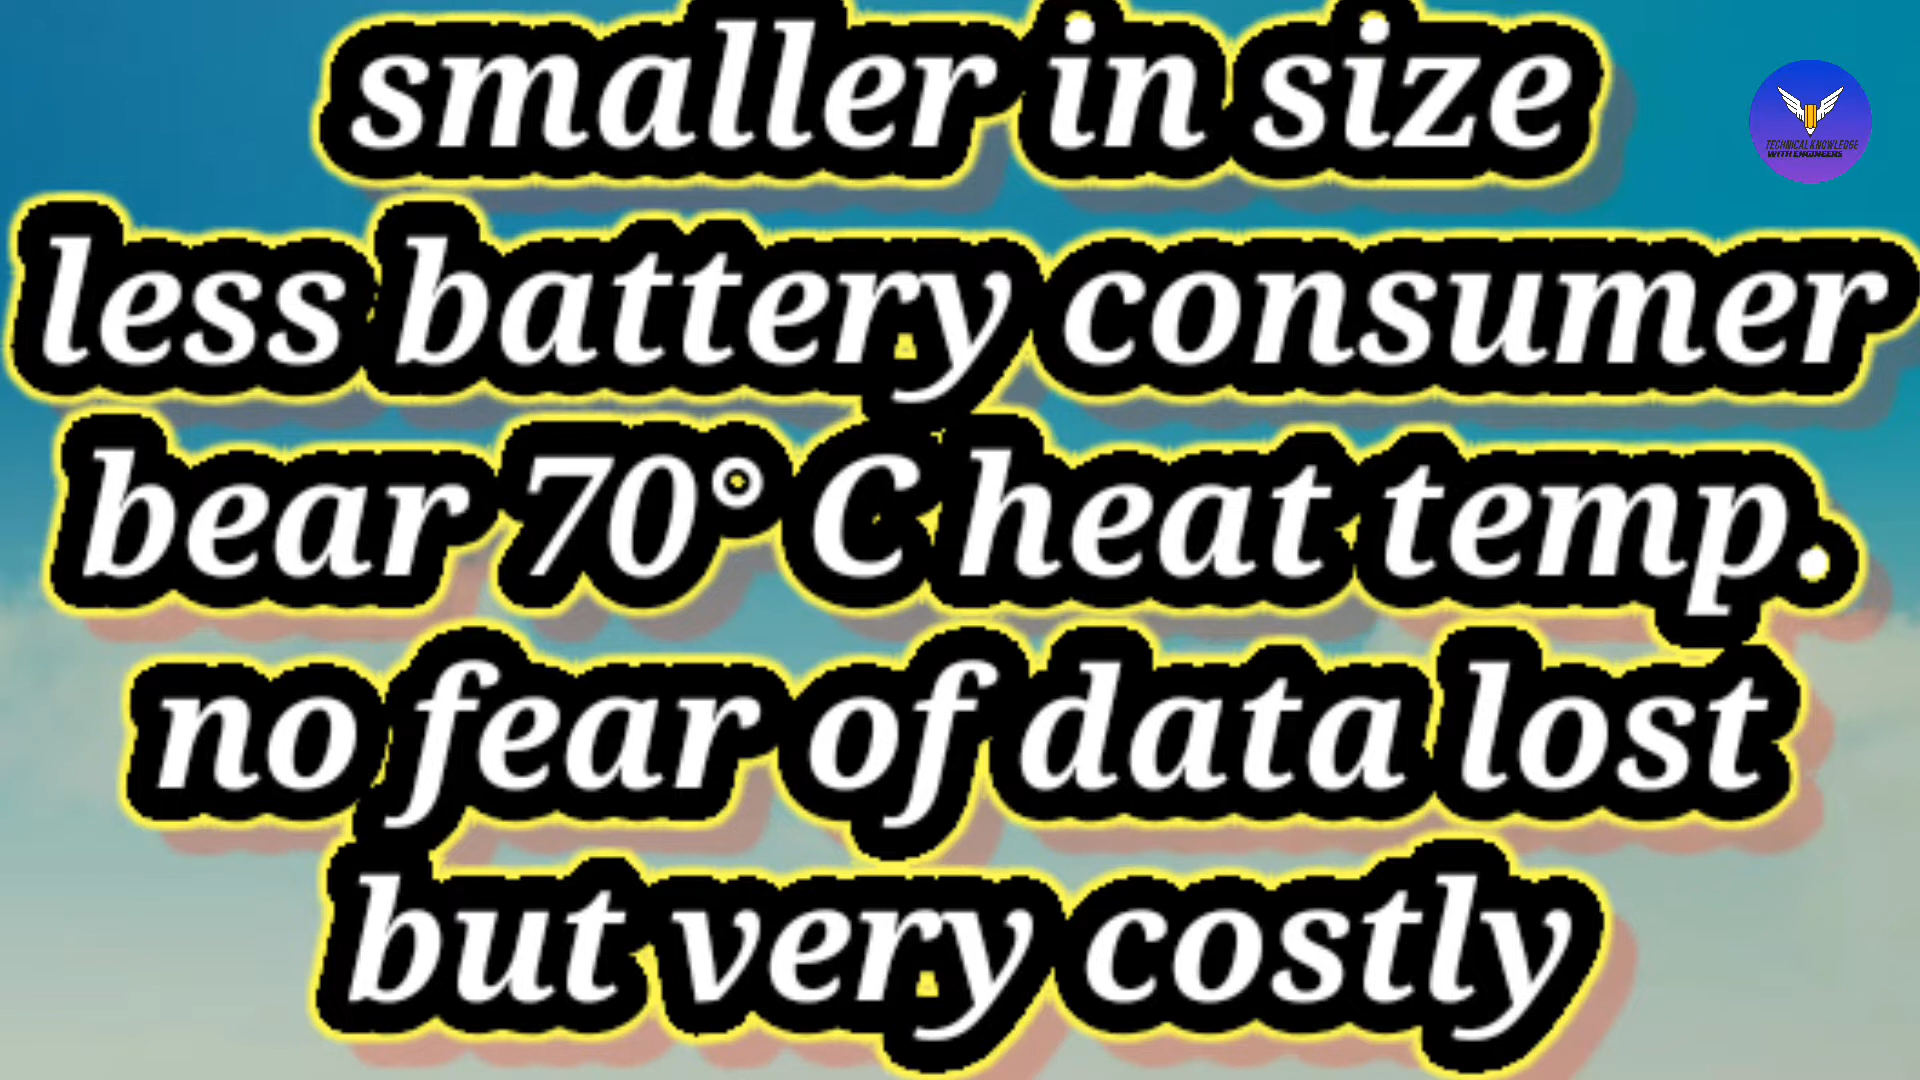 smaller in size
TECHNICAL KNOWLEDGE
WITH ENGINEERS
less battery consumer
bear 70° C heat temp.
no fear of data lost
but very costly